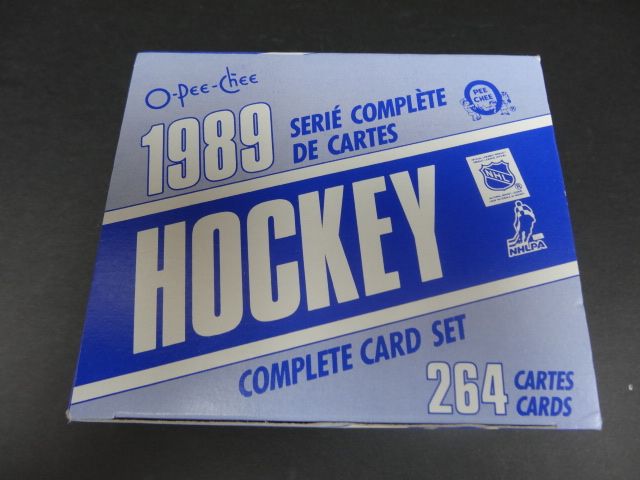 O-Pee-Chee
1989
SERIÉ COMPLÈTE
DE CARTES
PEE
CHEE
®
HOCKEY
NHL
®
NHLPA
COMPLETE CARD SET
264
CARTES
CARDS